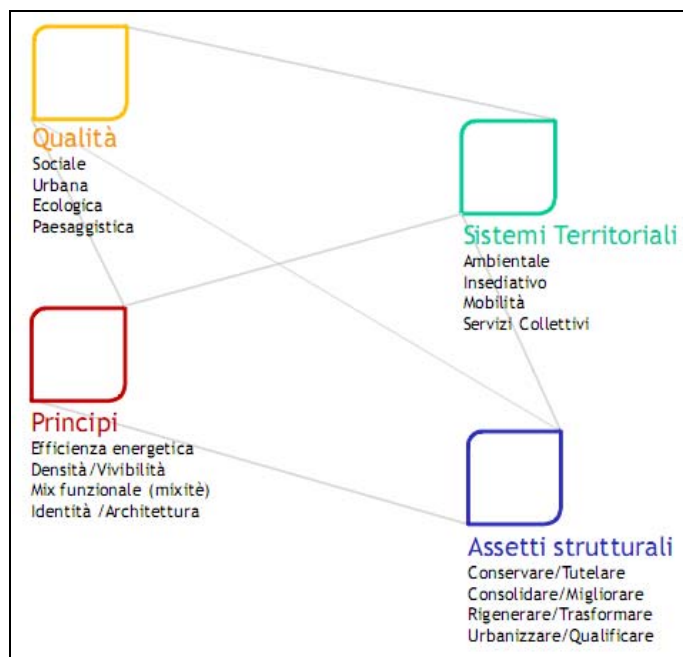 Qualità
Sociale
Urbana
Ecologica
Paesaggistica
Sistemi Territoriali
Ambientale
Insediativo
Mobilità
Servizi Collettivi
Principi
Efficienza energetica
Densità/Vivibilità
Mix funzionale (mixitè)
Identità /Architettura
Assetti strutturali
Conservare/Tutelare
Consolidare/Migliorare
Rigenerare/Trasformare
Urbanizzare/Qualificare